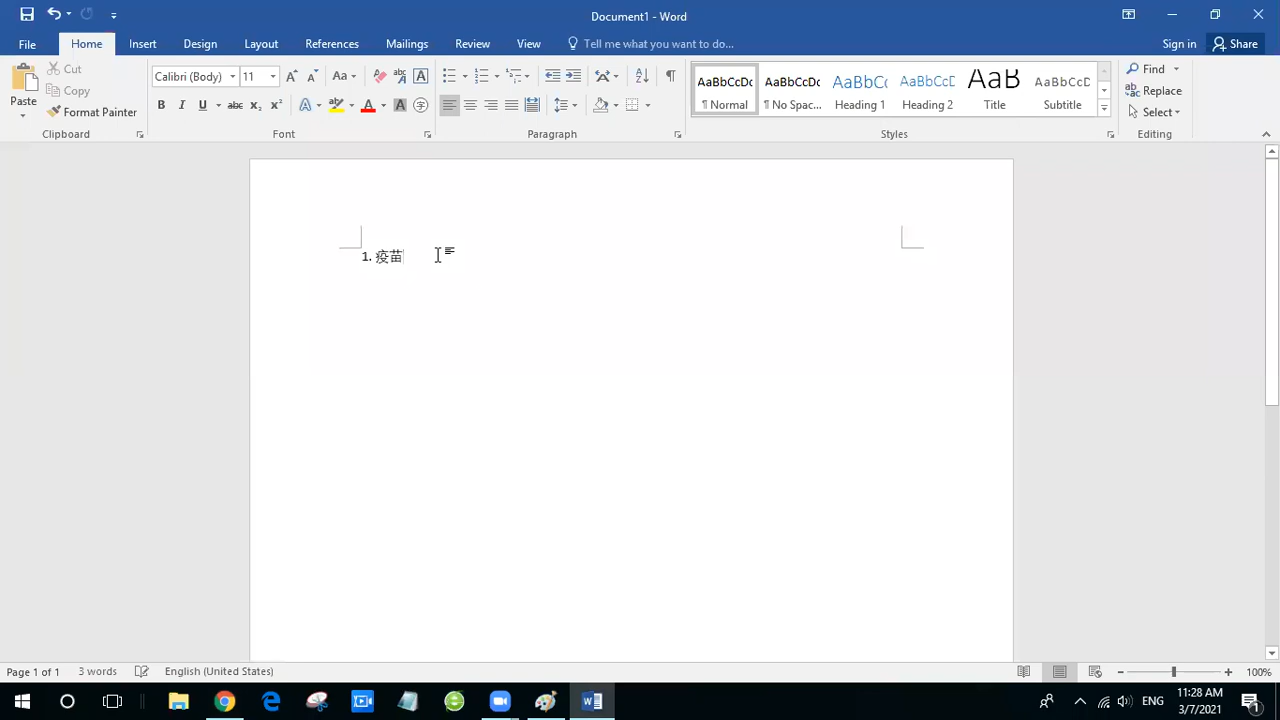 Document1 - Word
File Home Insert Design Layout References Mailings Review View Tell me what you want to do... Sign in Share
Paste
Cut
Copy
Format Painter
Clipboard
Calibri (Body) 11
Font
Paragraph
AaBbCcDc AaBbCcDc AaBbCc AaBbCcD AaB AaBbCcD
¶ Normal ¶ No Spac... Heading 1 Heading 2 Title Subtitle
Styles
Find
Replace
Select
Editing
1. 疫苗
Page 1 of 1 3 words English (United States) 100%
ENG
11:28 AM
3/7/2021